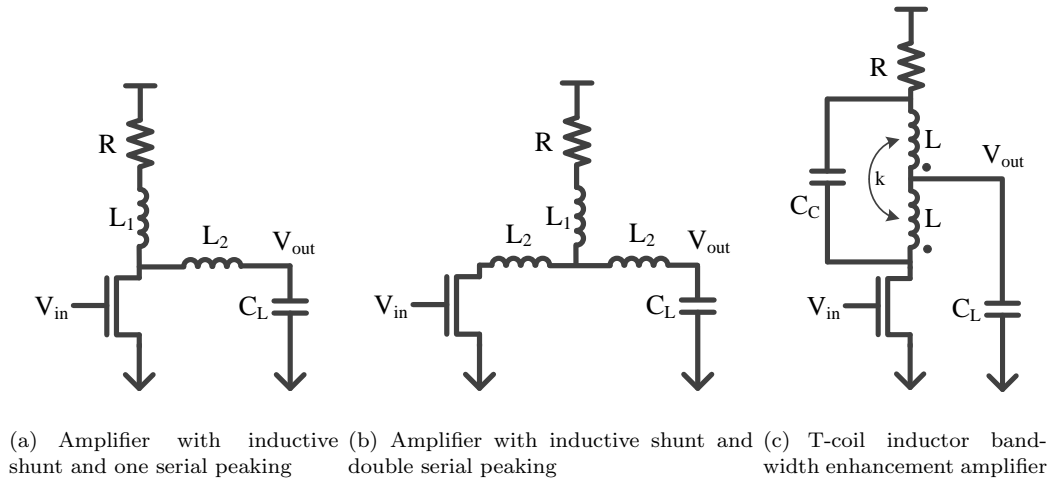 R
L1
L2
Vout
Vin
CL
R
L2
L1
L2
Vout
Vin
CL
R
L
k
L
Vout
CC
Vin
CL
(a) Amplifier with inductive
shunt and one serial peaking
(b) Amplifier with inductive shunt and
double serial peaking
(c) T-coil inductor band-
width enhancement amplifier